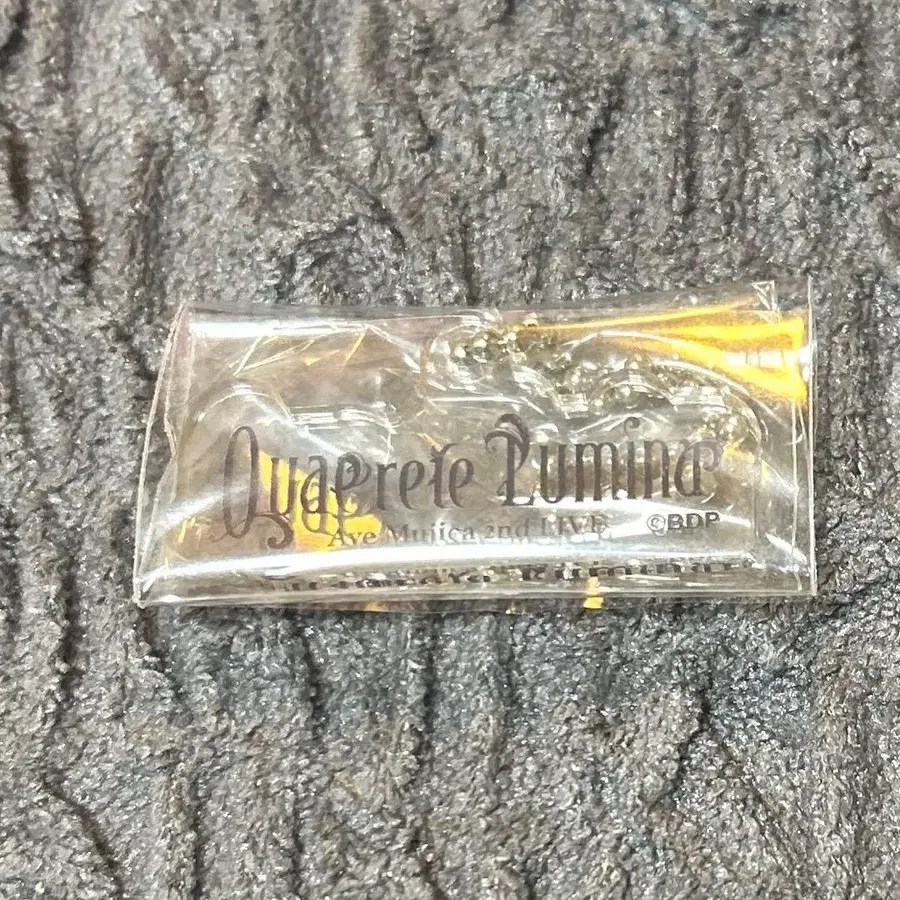 Quaerere Lumina
Ave Mujica 2nd LIVE ©BDP